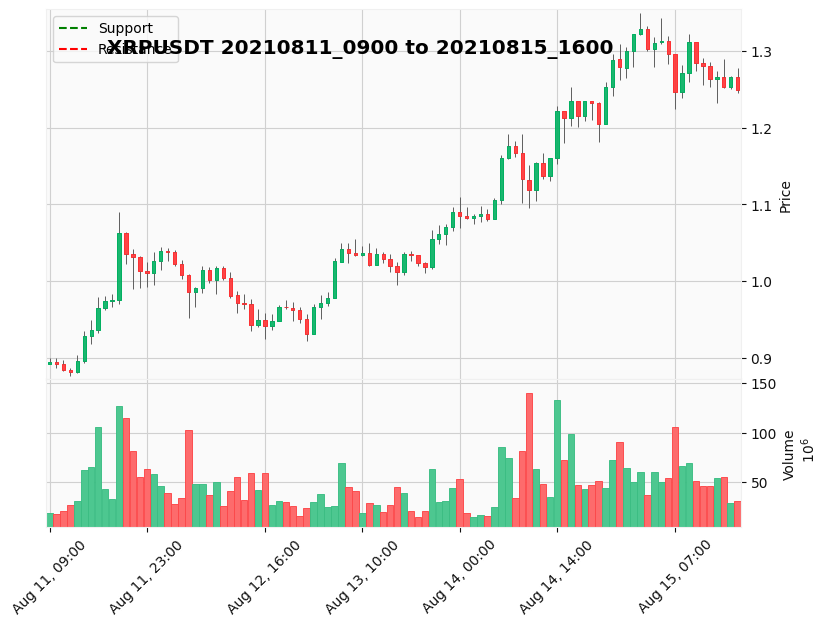 Support
Resistance
XRPUSDT 20210811_0900 to 20210815_1600
1.3
1.2
1.1
1.0
0.9
Price
150
100
50
Volume
10^6
Aug 11, 09:00
Aug 11, 23:00
Aug 12, 16:00
Aug 13, 10:00
Aug 14, 00:00
Aug 14, 14:00
Aug 15, 07:00